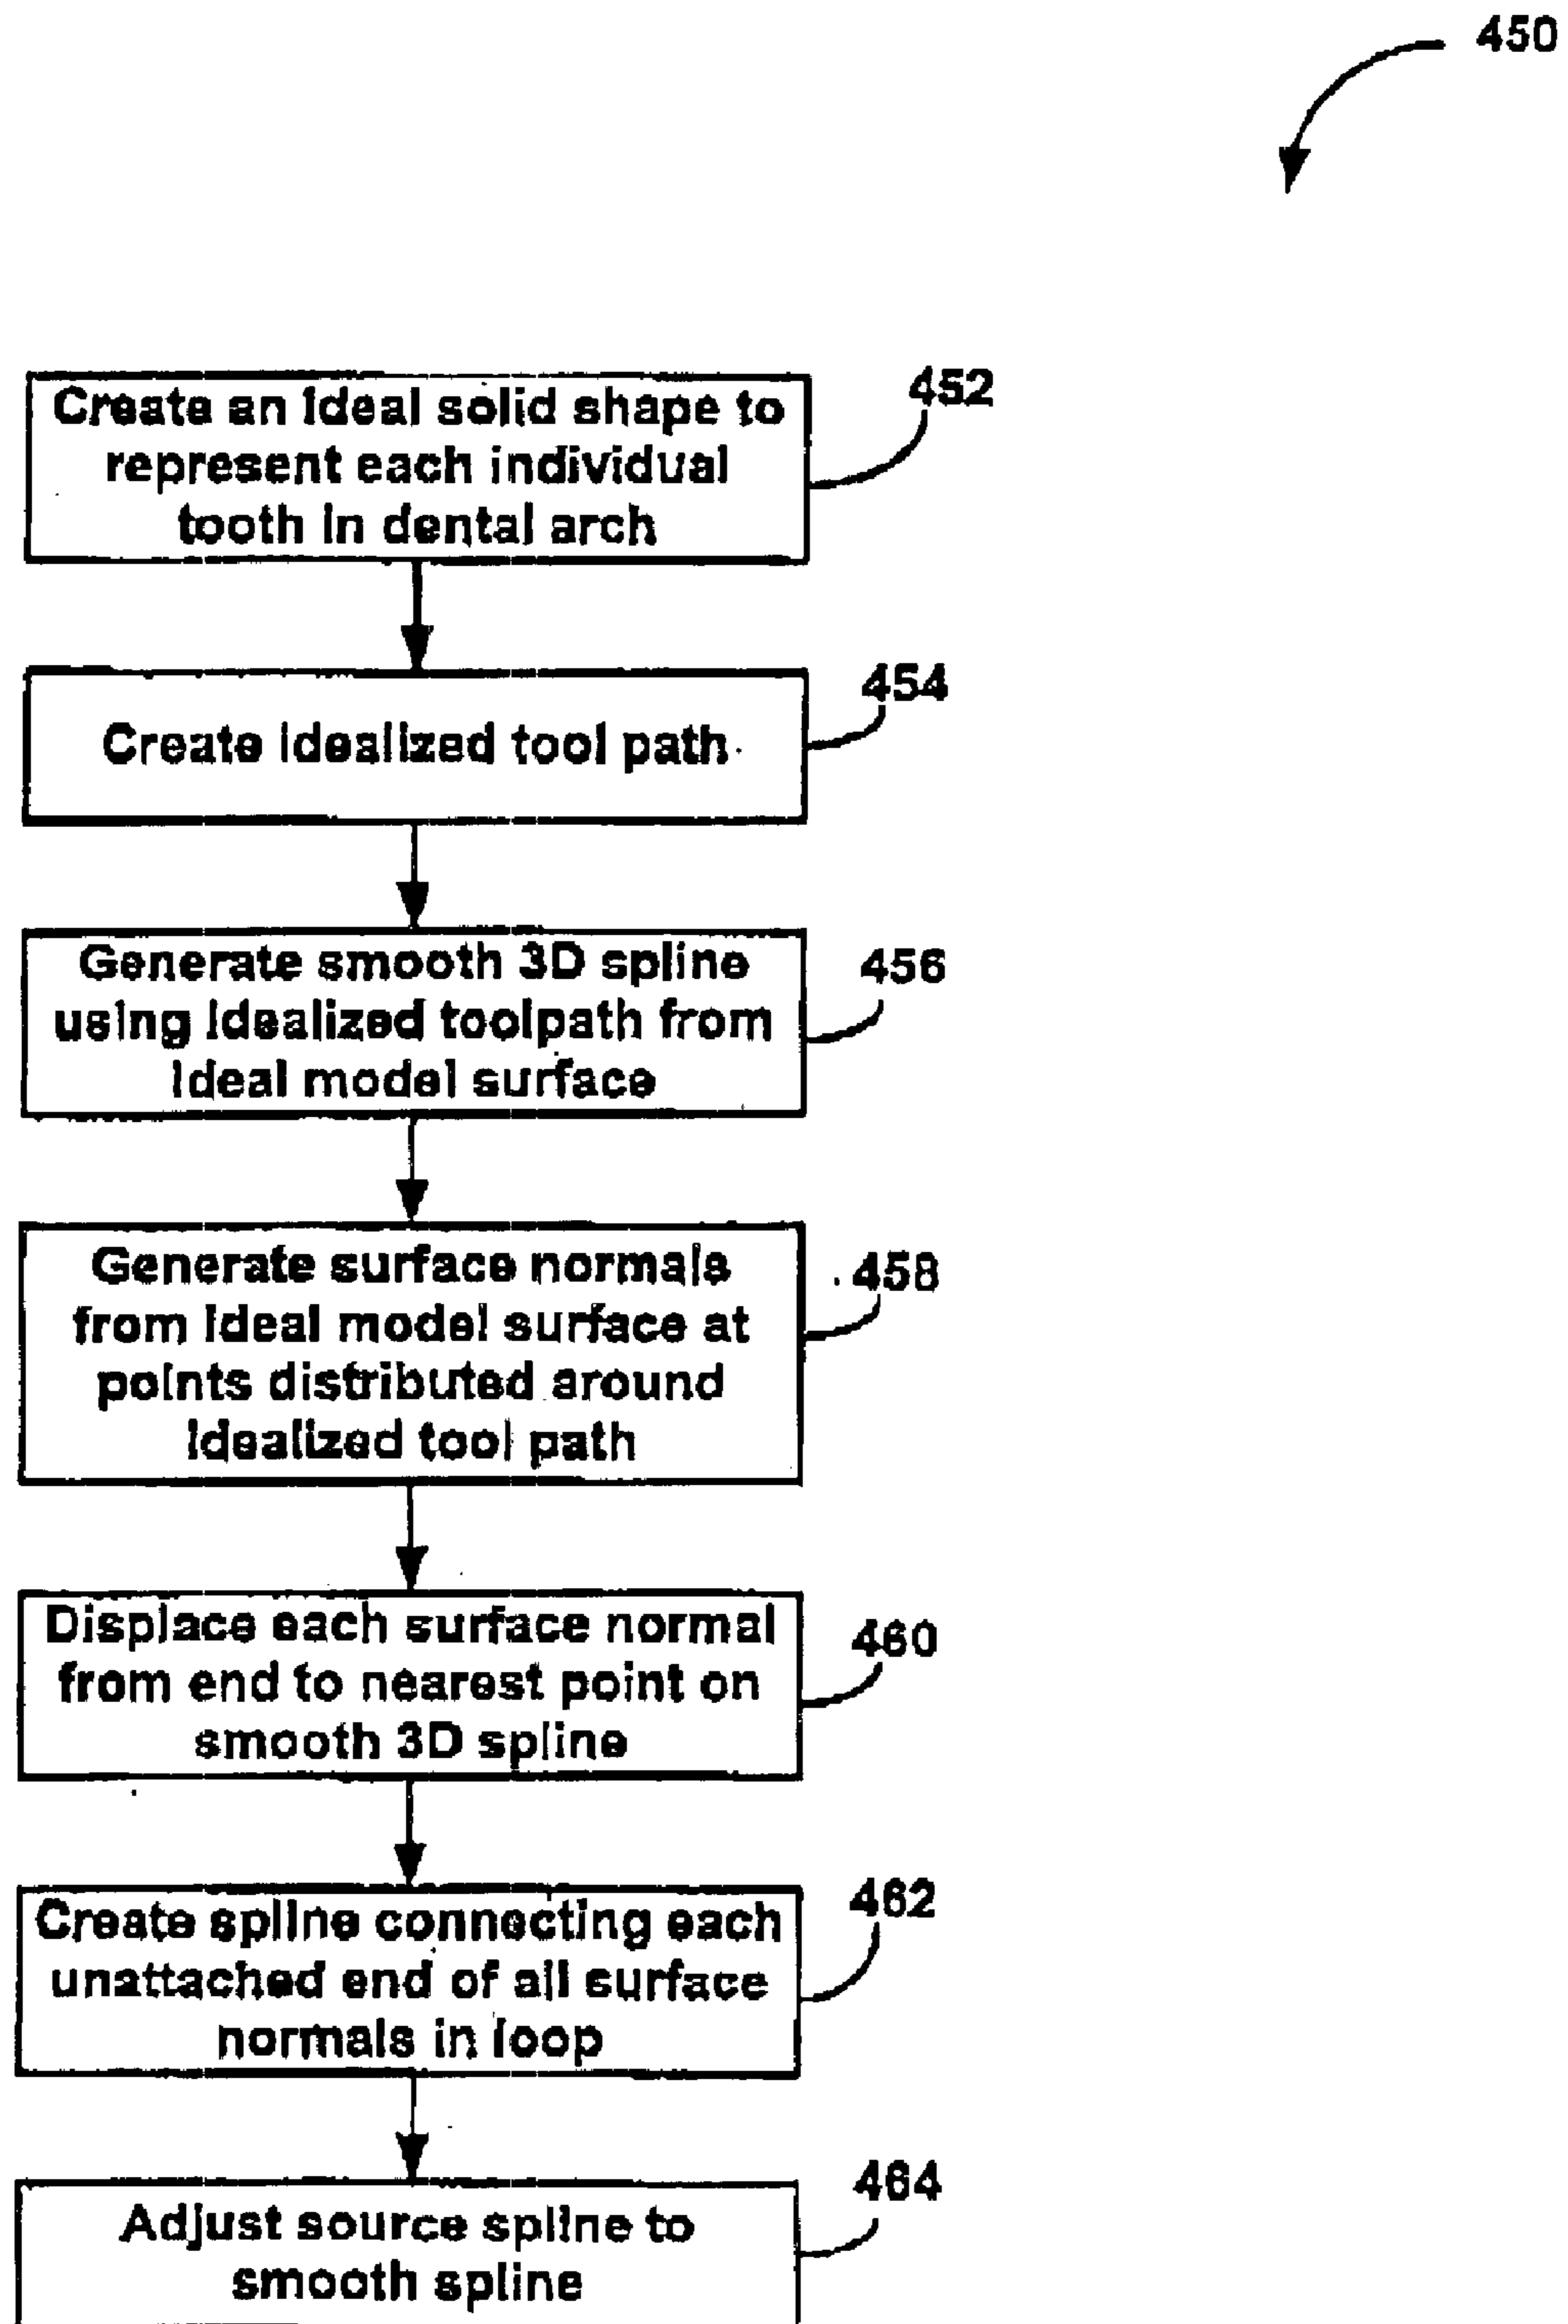 450
Create an ideal solid shape to
represent each individual
tooth in dental arch
452
Create idealized tool path
454
Generate smooth 3D spline
using idealized toolpath from
ideal model surface
456
Generate surface normals
from ideal model surface at
points distributed around
idealized tool path
458
Displace each surface normal
from end to nearest point on
smooth 3D spline
460
Create spline connecting each
unattached end of all surface
normals in loop
462
Adjust source spline to
smooth spline
464